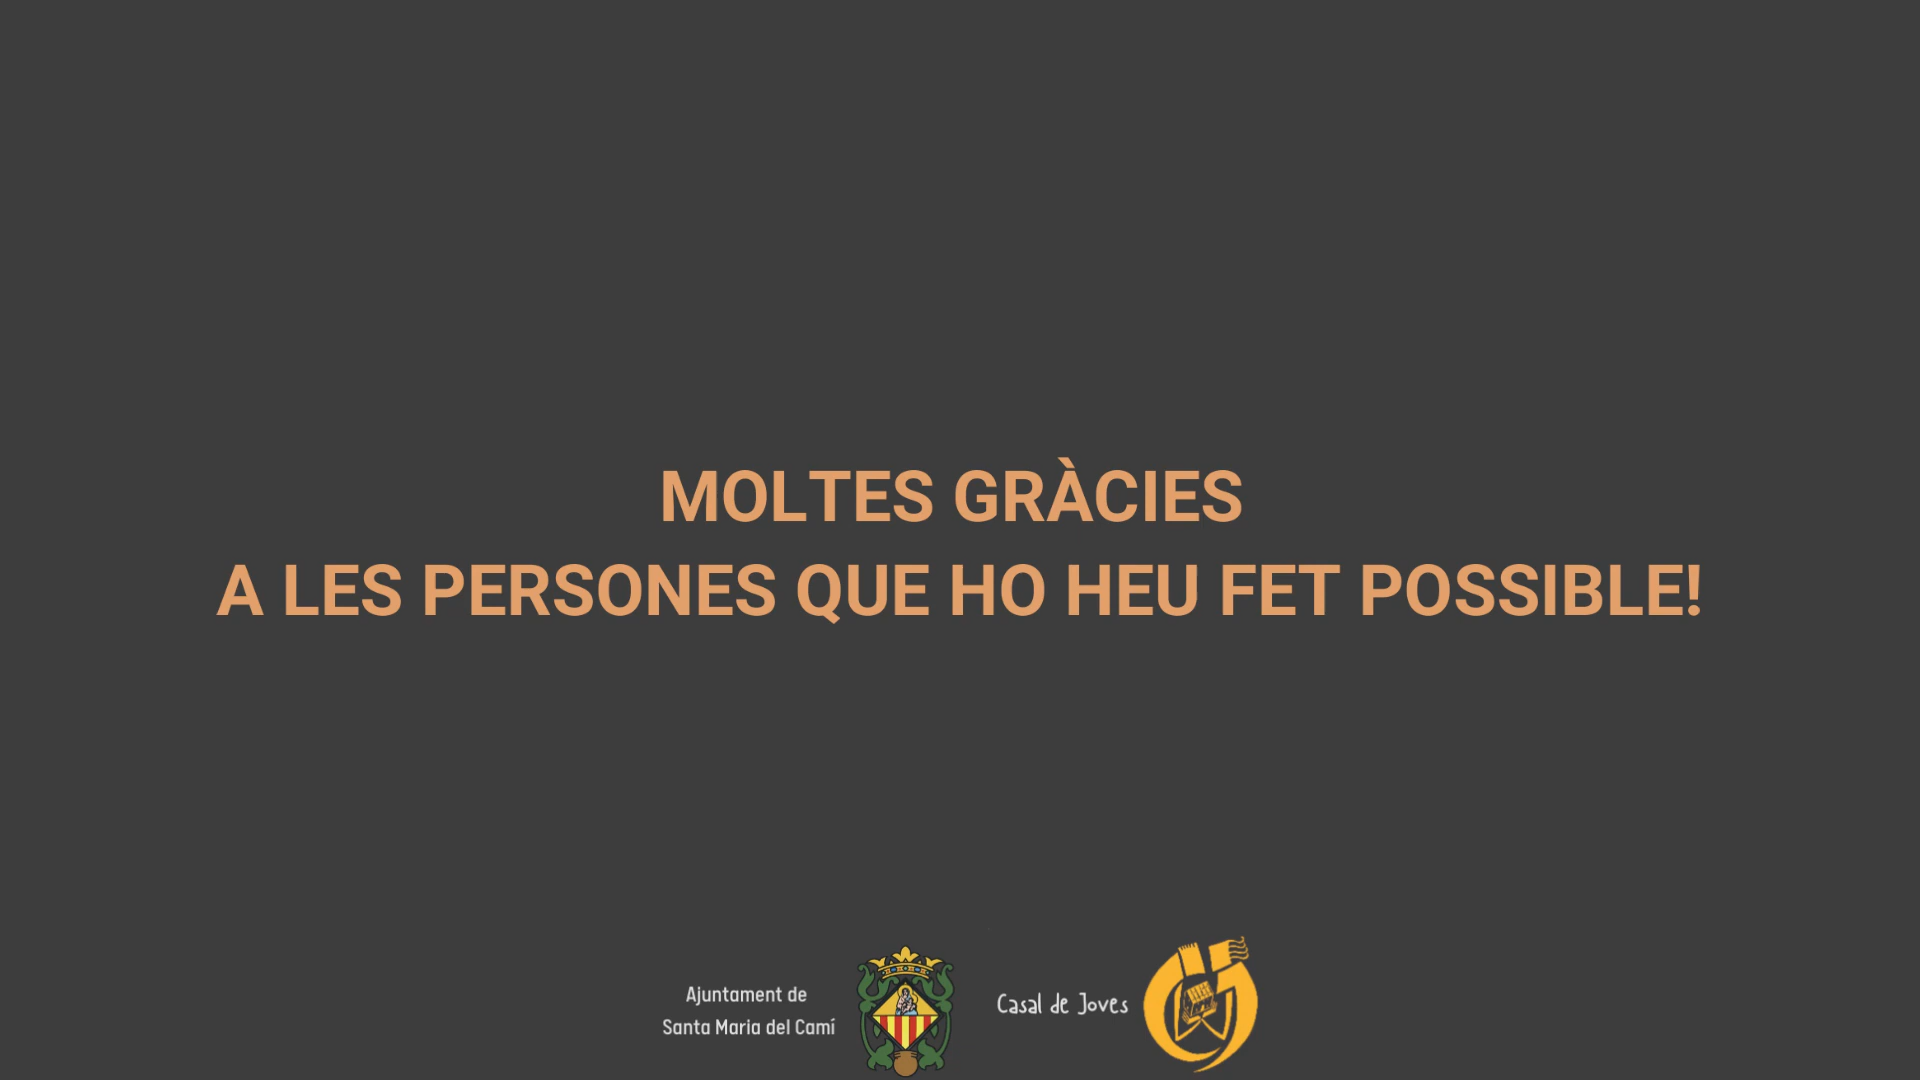 MOLTES GRÀCIES
A LES PERSONES QUE HO HEU FET POSSIBLE!
Ajuntament de
Santa Maria del Camí
Casal de Joves